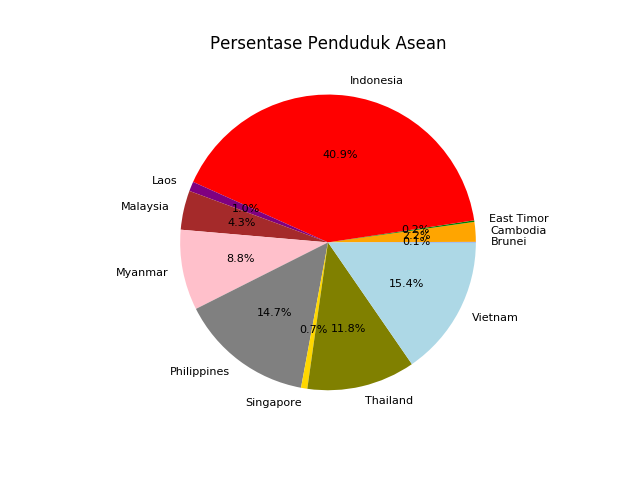 Persentase Penduduk Asean
Indonesia
40.9%
Laos
1.0%
Malaysia
4.3%
Myanmar
8.8%
Philippines
14.7%
Singapore
0.7%
Thailand
11.8%
Vietnam
15.4%
East Timor
0.2%
Cambodia
2.2%
Brunei
0.1%